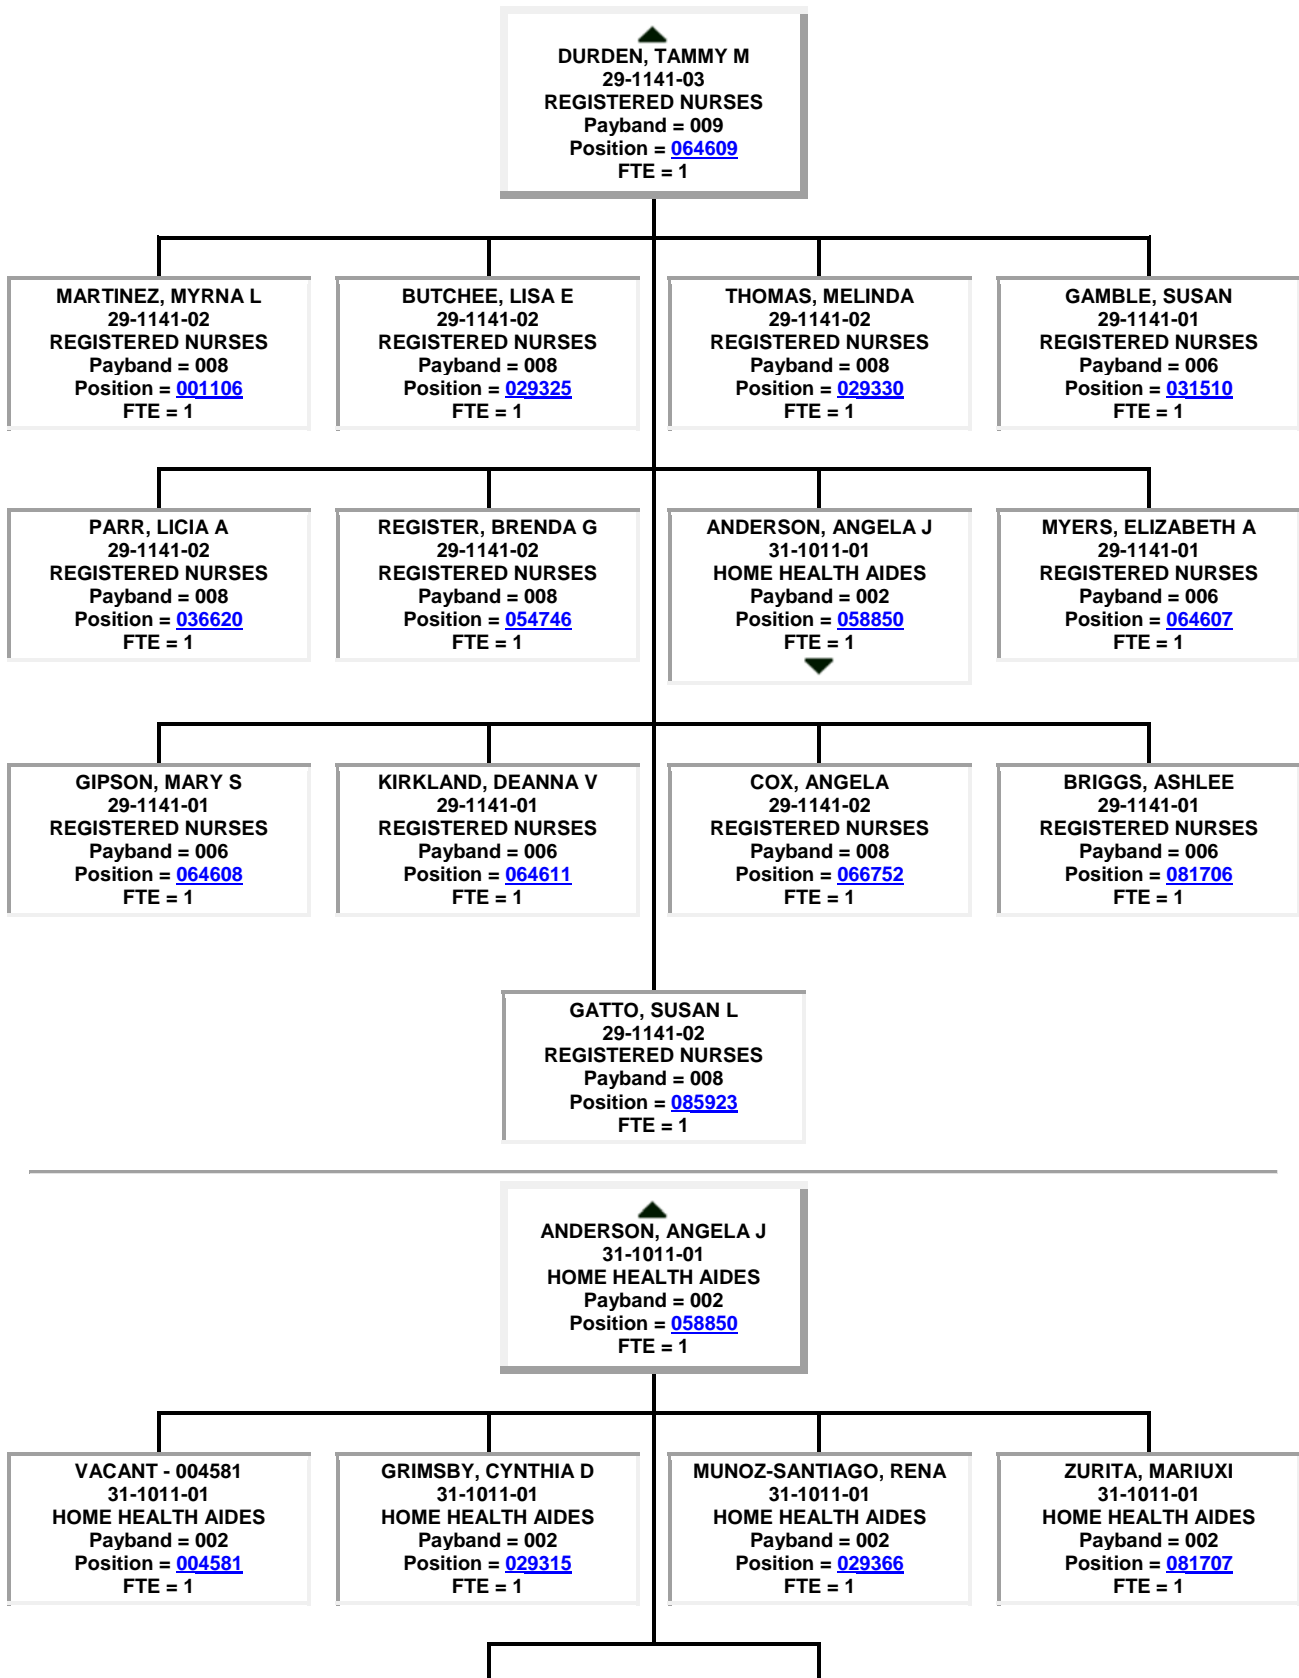 DURDEN, TAMMY M
29-1141-03
REGISTERED NURSES
Payband = 009
Position = 064609
FTE = 1
MARTINEZ, MYRNA L
29-1141-02
REGISTERED NURSES
Payband = 008
Position = 001106
FTE = 1
BUTCHEE, LISA E
29-1141-02
REGISTERED NURSES
Payband = 008
Position = 029325
FTE = 1
THOMAS, MELINDA
29-1141-02
REGISTERED NURSES
Payband = 008
Position = 029330
FTE = 1
GAMBLE, SUSAN
29-1141-01
REGISTERED NURSES
Payband = 006
Position = 031510
FTE = 1
PARR, LICIA A
29-1141-02
REGISTERED NURSES
Payband = 008
Position = 036620
FTE = 1
REGISTER, BRENDA G
29-1141-02
REGISTERED NURSES
Payband = 008
Position = 054746
FTE = 1
ANDERSON, ANGELA J
31-1011-01
HOME HEALTH AIDES
Payband = 002
Position = 058850
FTE = 1
MYERS, ELIZABETH A
29-1141-01
REGISTERED NURSES
Payband = 006
Position = 064607
FTE = 1
GIPSON, MARY S
29-1141-01
REGISTERED NURSES
Payband = 006
Position = 064608
FTE = 1
KIRKLAND, DEANNA V
29-1141-01
REGISTERED NURSES
Payband = 006
Position = 064611
FTE = 1
COX, ANGELA
29-1141-02
REGISTERED NURSES
Payband = 008
Position = 066752
FTE = 1
BRIGGS, ASHLEE
29-1141-01
REGISTERED NURSES
Payband = 006
Position = 081706
FTE = 1
GATTO, SUSAN L
29-1141-02
REGISTERED NURSES
Payband = 008
Position = 085923
FTE = 1
ANDERSON, ANGELA J
31-1011-01
HOME HEALTH AIDES
Payband = 002
Position = 058850
FTE = 1
VACANT - 004581
31-1011-01
HOME HEALTH AIDES
Payband = 002
Position = 004581
FTE = 1
GRIMSBY, CYNTHIA D
31-1011-01
HOME HEALTH AIDES
Payband = 002
Position = 029315
FTE = 1
MUNOZ-SANTIAGO, RENA
31-1011-01
HOME HEALTH AIDES
Payband = 002
Position = 029366
FTE = 1
ZURITA, MARIUXI
31-1011-01
HOME HEALTH AIDES
Payband = 002
Position = 081707
FTE = 1